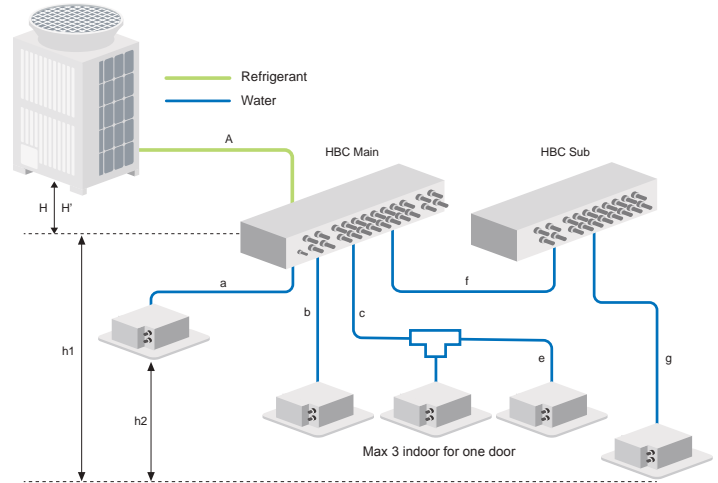 Refrigerant
Water
A
HBC Main
HBC Sub
H H'
a
f
b
c
h1
e
g
h2
Max 3 indoor for one door